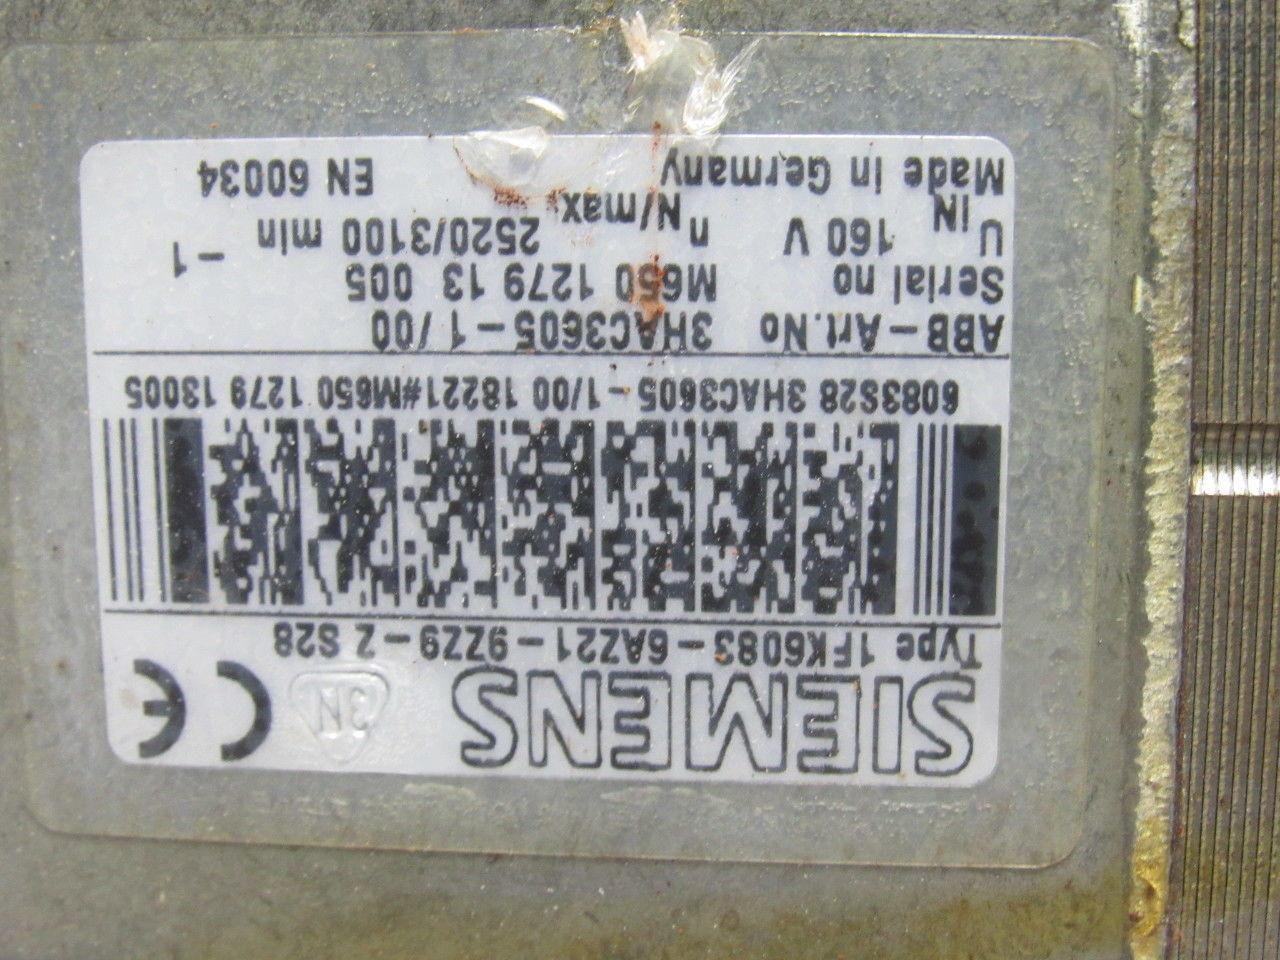 SIEMENS 3N CE
Type 1FK6083-6AZ21-9ZZ9-Z S28
6083S28 3HAC3605-1/00 18221#M650 1279 13005
ABB-Art.No 3HAC3605-1/00
Serial no M650 1279 13 005
U IN 160 V n N/max. 2520/3100 min -1
Made in Germany EN 60034